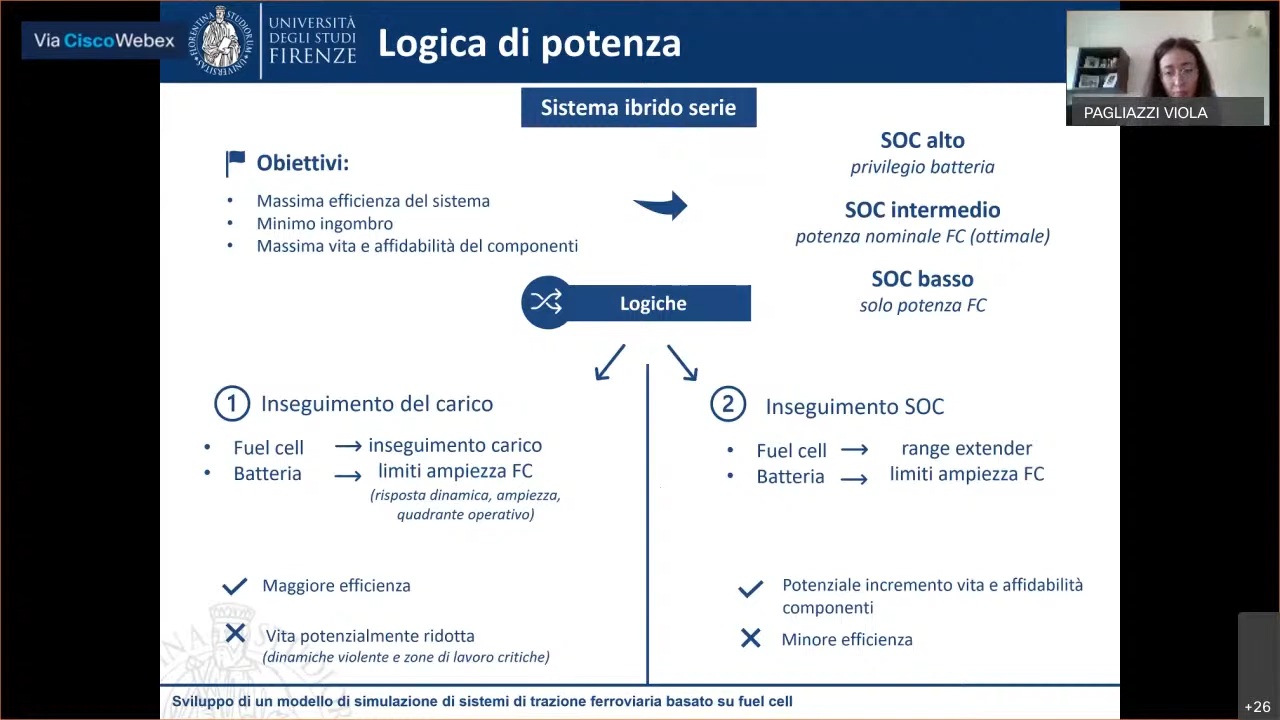 Via Cisco Webex
UNIVERSITÀ
DEGLI STUDI
FIRENZE
Logica di potenza
PAGLIAZZI VIOLA
Sistema ibrido serie
Obiettivi:
• Massima efficienza del sistema
• Minimo ingombro
• Massima vita e affidabilità del componenti
SOC alto
privilegio batteria
SOC intermedio
potenza nominale FC (ottimale)
SOC basso
solo potenza FC
Logiche
1 Inseguimento del carico
• Fuel cell → inseguimento carico
• Batteria → limiti ampiezza FC
(risposta dinamica, ampiezza,
quadrante operativo)
Maggiore efficienza
Vita potenzialmente ridotta
(dinamiche violente e zone di lavoro critiche)
2 Inseguimento SOC
• Fuel cell → range extender
• Batteria → limiti ampiezza FC
Potenziale incremento vita e affidabilità
componenti
Minore efficienza
Sviluppo di un modello di simulazione di sistemi di trazione ferroviaria basato su fuel cell
+26